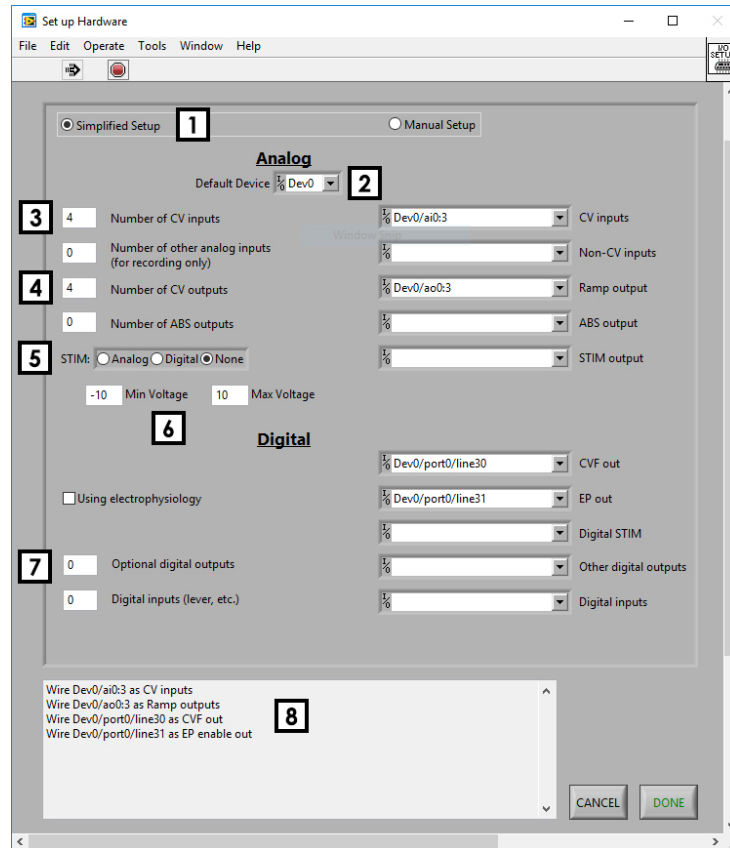 Set up Hardware
File Edit Operate Tools Window Help
I/O
SETUP
Simplified Setup 1 Manual Setup
Analog
Default Device Dev0 2
3 4 Number of CV inputs Dev0/ai0:3 CV inputs
Window Snip
0 Number of other analog inputs
(for recording only) Non-CV inputs
4 4 Number of CV outputs Dev0/ao0:3 Ramp output
0 Number of ABS outputs ABS output
5 STIM: Analog Digital None STIM output
-10 Min Voltage 10 Max Voltage
6
Digital
Dev0/port0/line30 CVF out
Using electrophysiology Dev0/port0/line31 EP out
Digital STIM
7 0 Optional digital outputs Other digital outputs
0 Digital inputs (lever, etc.) Digital inputs
Wire Dev0/ai0:3 as CV inputs
Wire Dev0/ao0:3 as Ramp outputs
Wire Dev0/port0/line30 as CVF out
Wire Dev0/port0/line31 as EP enable out
8
CANCEL DONE